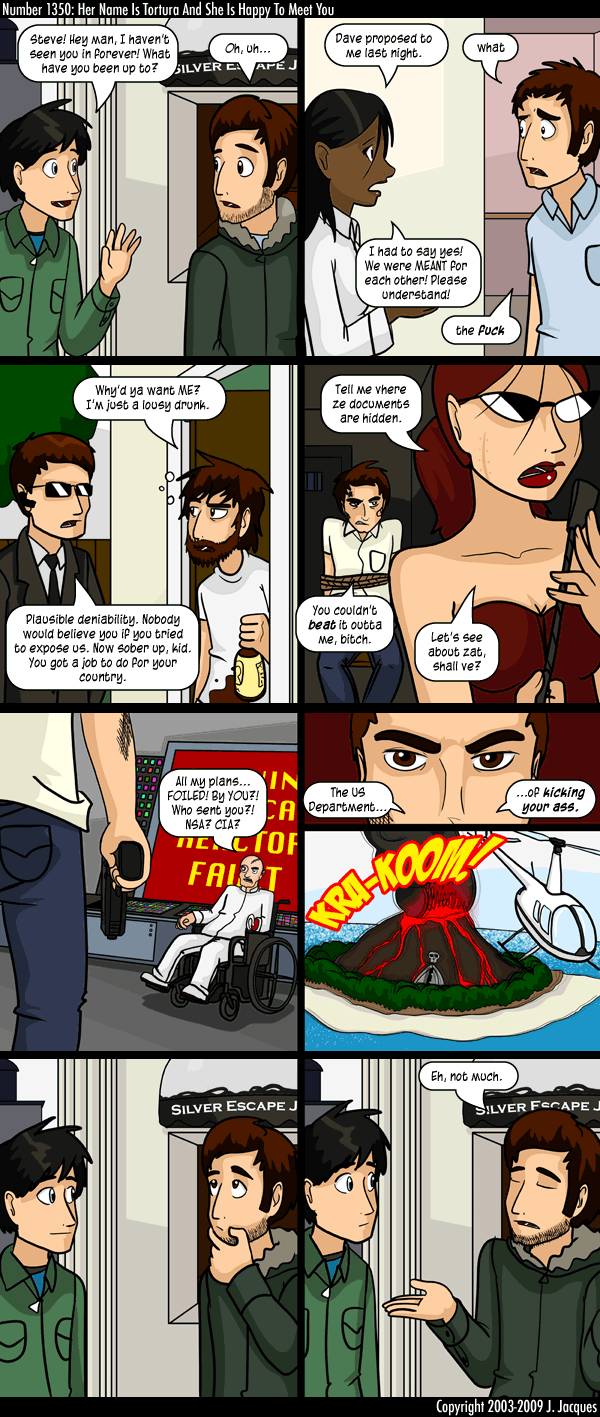 Number 1350: Her Name Is Tortura And She Is Happy To Meet You
Steve! Hey man, I haven't
seen you in forever! What
have you been up to?
Oh, uh...
SILVER ESCAPE J
Dave proposed to
me last night.
what
I had to say yes!
We were MEANT for
each other! Please
understand!
the fuck
Why'd ya want ME?
I'm just a lousy drunk.
Plausible deniability. Nobody
would believe you if you tried
to expose us. Now sober up, kid.
You got a job to do for your
country.
Tell me vhere
ze documents
are hidden.
You couldn't
beat it outta
me, bitch.
Let's see
about zat,
shall ve?
All my plans...
FOILED! By YOU?!
Who sent you?!
NSA? CIA?
The US
Department...
...of kicking
your ass.
KRA-KOOM!
SILVER ESCAPE J
Eh, not much.
SILVER ESCAPE J
Copyright 2003-2009 J. Jacques